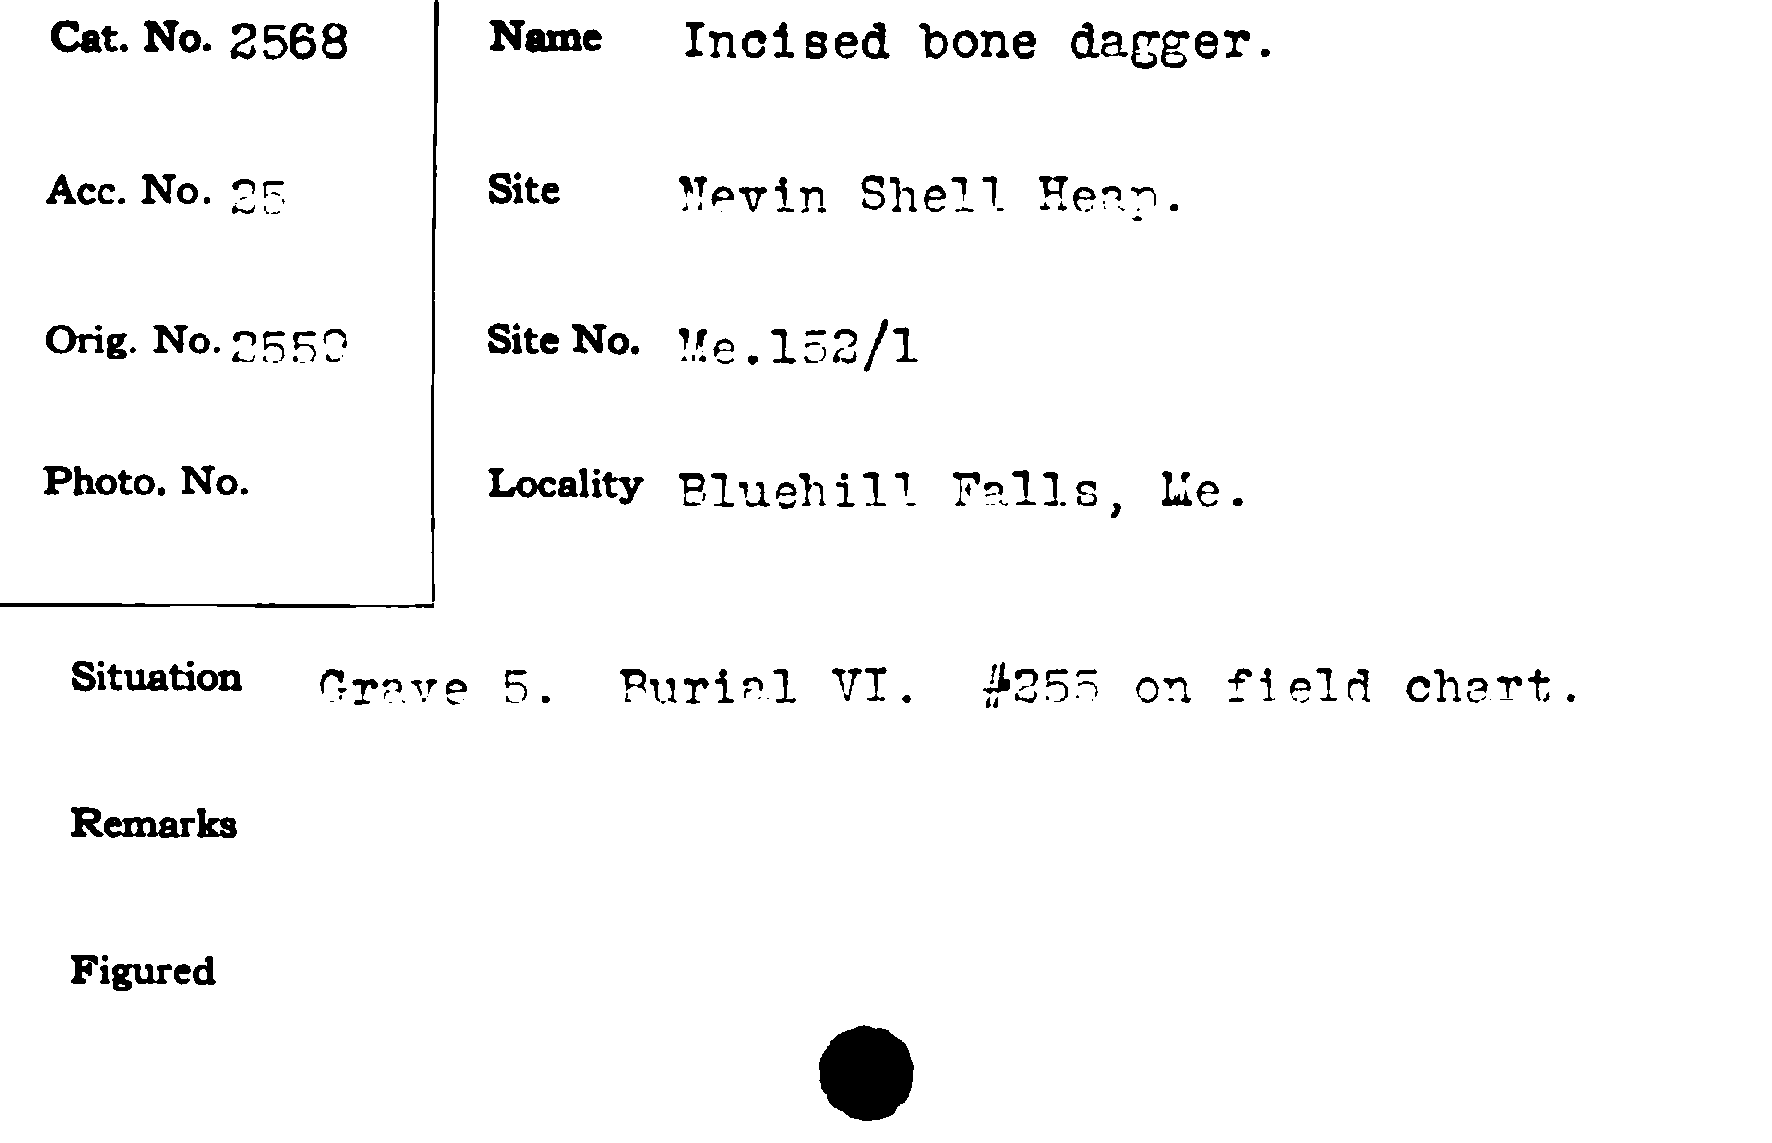 Cat. No. 2568 Name Incised bone dagger.
Acc. No. 25 Site Nevin Shell Heap.
Orig. No. 2559 Site No. Me.152/1
Photo. No. Locality Bluehill Falls, Me.
Situation Grave 5. Burial VI. #255 on field chart.
Remarks
Figured